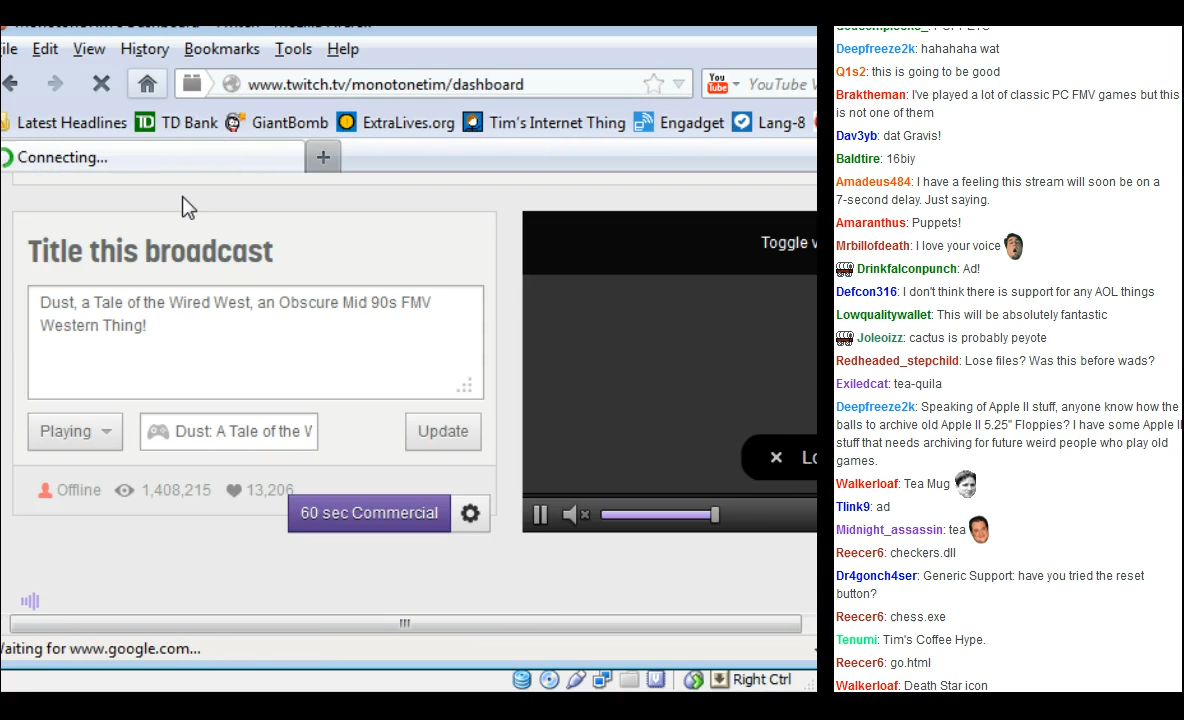 File Edit View History Bookmarks Tools Help
www.twitch.tv/monotonetim/dashboard
You Tube YouTube
Latest Headlines TD TD Bank GiantBomb ExtraLives.org Tim's Internet Thing Engadget Lang-8
Connecting...
Title this broadcast
Dust, a Tale of the Wired West, an Obscure Mid 90s FMV
Western Thing!
Playing Dust: A Tale of the W Update
Offline 1,408,215 13,206
60 sec Commercial
Toggle
Waiting for www.google.com...
Right Ctrl
Deepfreeze2k: hahahaha wat
Q1s2: this is going to be good
Braktheman: I've played a lot of classic PC FMV games but this
is not one of them
Dav3yb: dat Gravis!
Baldtire: 16biy
Amadeus484: I have a feeling this stream will soon be on a
7-second delay. Just saying.
Amaranthus: Puppets!
Mrbillofdeath: I love your voice
Drinkfalconpunch: Ad!
Defcon316: I don't think there is support for any AOL things
Lowqualitywallet: This will be absolutely fantastic
Joleoizz: cactus is probably peyote
Redheaded_stepchild: Lose files? Was this before wads?
Exiledcat: tea-quila
Deepfreeze2k: Speaking of Apple II stuff, anyone know how the
balls to archive old Apple II 5.25" Floppies? I have some Apple II
stuff that needs archiving for future weird people who play old
games.
Walkerloaf: Tea Mug
Tlink9: ad
Midnight_assassin: tea
Reecer6: checkers.dll
Dr4gonch4ser: Generic Support: have you tried the reset
button?
Reecer6: chess.exe
Tenumi: Tim's Coffee Hype.
Reecer6: go.html
Walkerloaf: Death Star icon